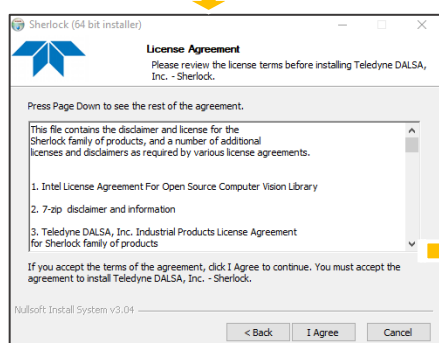 Sherlock (64 bit installer)
License Agreement
Please review the license terms before installing Teledyne DALSA,
Inc. - Sherlock.
Press Page Down to see the rest of the agreement.
This file contains the disclaimer and license for the
Sherlock family of products, and a number of additional
licenses and disclaimers as required by various license agreements.
1. Intel License Agreement For Open Source Computer Vision Library
2. 7-zip disclaimer and information
3. Teledyne DALSA, Inc. Industrial Products License Agreement
for Sherlock family of products
If you accept the terms of the agreement, click I Agree to continue. You must accept the
agreement to install Teledyne DALSA, Inc. - Sherlock.
Nullsoft Install System v3.04
< Back I Agree Cancel